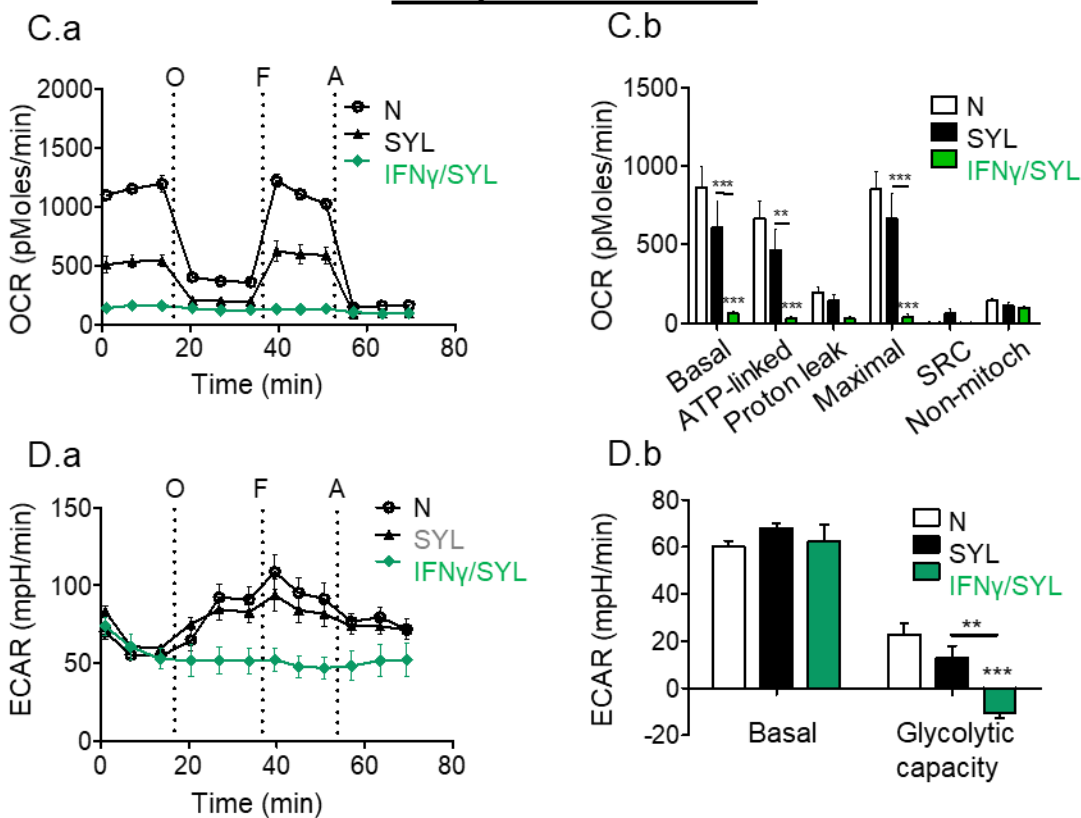 C.a
O F A
2000
1500
1000
500
0
OCR (pMoles/min)
0 20 40 60 80
Time (min)
N
SYL
IFNγ/SYL
C.b
1500
1000
500
0
OCR (pMoles/min)
N
SYL
IFNγ/SYL
*** ** ***
*** *** ***
Basal ATP-linked Proton leak Maximal SRC Non-mitoch
D.a
O F A
150
100
50
0
ECAR (mpH/min)
0 20 40 60 80
Time (min)
N
SYL
IFNγ/SYL
D.b
80
60
40
20
0
-20
ECAR (mpH/min)
N
SYL
IFNγ/SYL
**
***
Basal Glycolytic
capacity